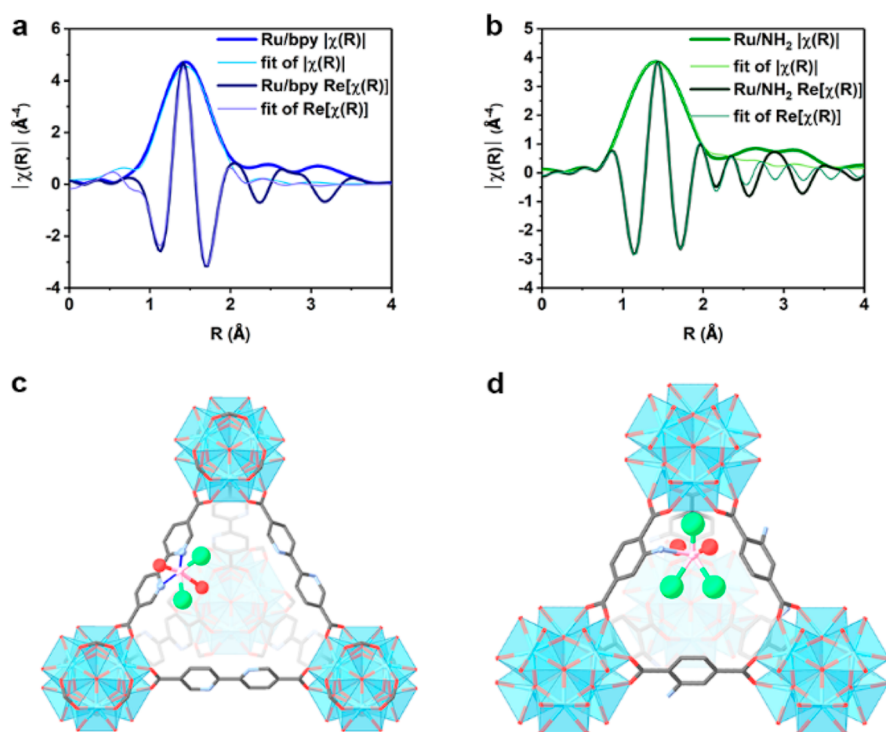 a
Ru/bpy |χ(R)|
fit of |χ(R)|
Ru/bpy Re[χ(R)]
fit of Re[χ(R)]
|χ(R)| (Å⁻⁴)
6
4
2
0
-2
-4
0 1 2 3 4
R (Å)
b
Ru/NH₂ |χ(R)|
fit of |χ(R)|
Ru/NH₂ Re[χ(R)]
fit of Re[χ(R)]
|χ(R)| (Å⁻⁴)
5
4
3
2
1
0
-1
-2
-3
-4
0 1 2 3 4
R (Å)
c
d